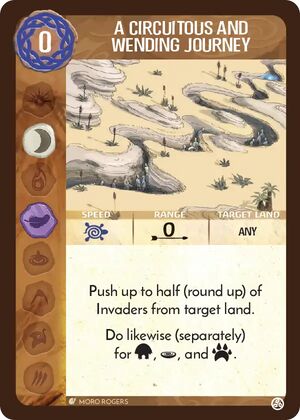 0
A CIRCUITOUS AND
WENDING JOURNEY
SPEED
RANGE
TARGET LAND
0
ANY
Push up to half (round up) of
Invaders from target land.
Do likewise (separately)
for , , and .
MORO ROGERS